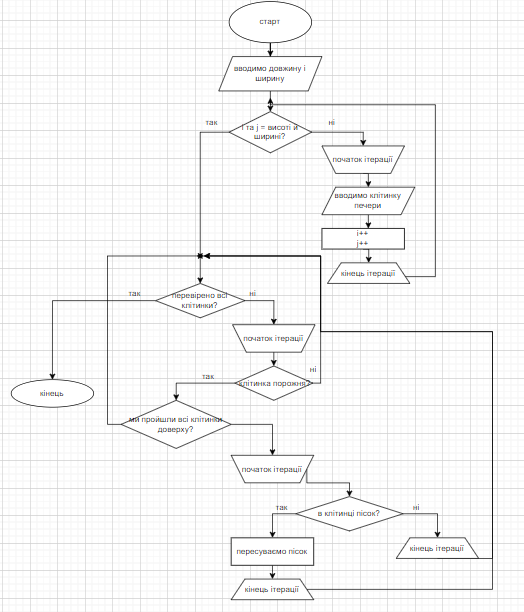 старт
вводимо довжину і
ширину
так
і та j = висоті й
ширині?
ні
початок ітерації
вводимо клітинку
печери
i++
j++
кінець ітерації
так
перевірено всі
клітинки?
ні
початок ітерації
ні
так
клітинка порожня?
кінець
ми пройшли всі клітинки
доверху?
початок ітерації
так
в клітинці пісок?
ні
пересуваємо пісок
кінець ітерації
кінець ітерації